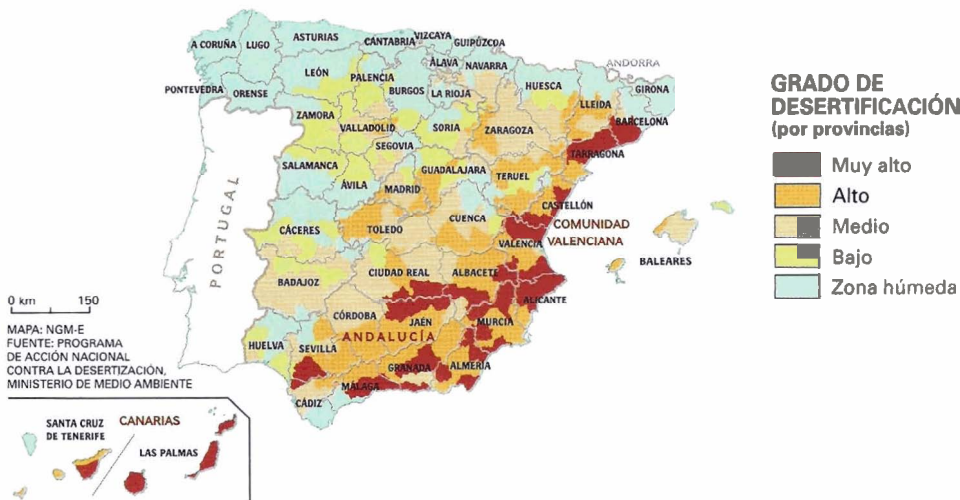 A CORUÑA
LUGO
ASTURIAS
CANTABRIA
VIZCAYA
GUIPÚZCOA
ÁLAVA
NAVARRA
ANDORRA
PONTEVEDRA
ORENSE
LEÓN
PALENCIA
BURGOS
LA RIOJA
HUESCA
LLEIDA
GIRONA
BARCELONA
ZAMORA
VALLADOLID
SORIA
ZARAGOZA
TARRAGONA
SEGOVIA
SALAMANCA
ÁVILA
MADRID
GUADALAJARA
TERUEL
CASTELLÓN
PORTUGAL
CÁCERES
TOLEDO
CUENCA
COMUNIDAD
VALENCIANA
VALENCIA
BALEARES
BADAJOZ
CIUDAD REAL
ALBACETE
ALICANTE
CÓRDOBA
JAÉN
MURCIA
ANDALUCÍA
HUELVA
SEVILLA
GRANADA
ALMERÍA
MÁLAGA
CÁDIZ
0 km 150
MAPA: NGM-E
FUENTE: PROGRAMA
DE ACCIÓN NACIONAL
CONTRA LA DESERTIZACIÓN,
MINISTERIO DE MEDIO AMBIENTE
SANTA CRUZ
DE TENERIFE
CANARIAS
LAS PALMAS
GRADO DE
DESERTIFICACIÓN
(por provincias)
Muy alto
Alto
Medio
Bajo
Zona húmeda